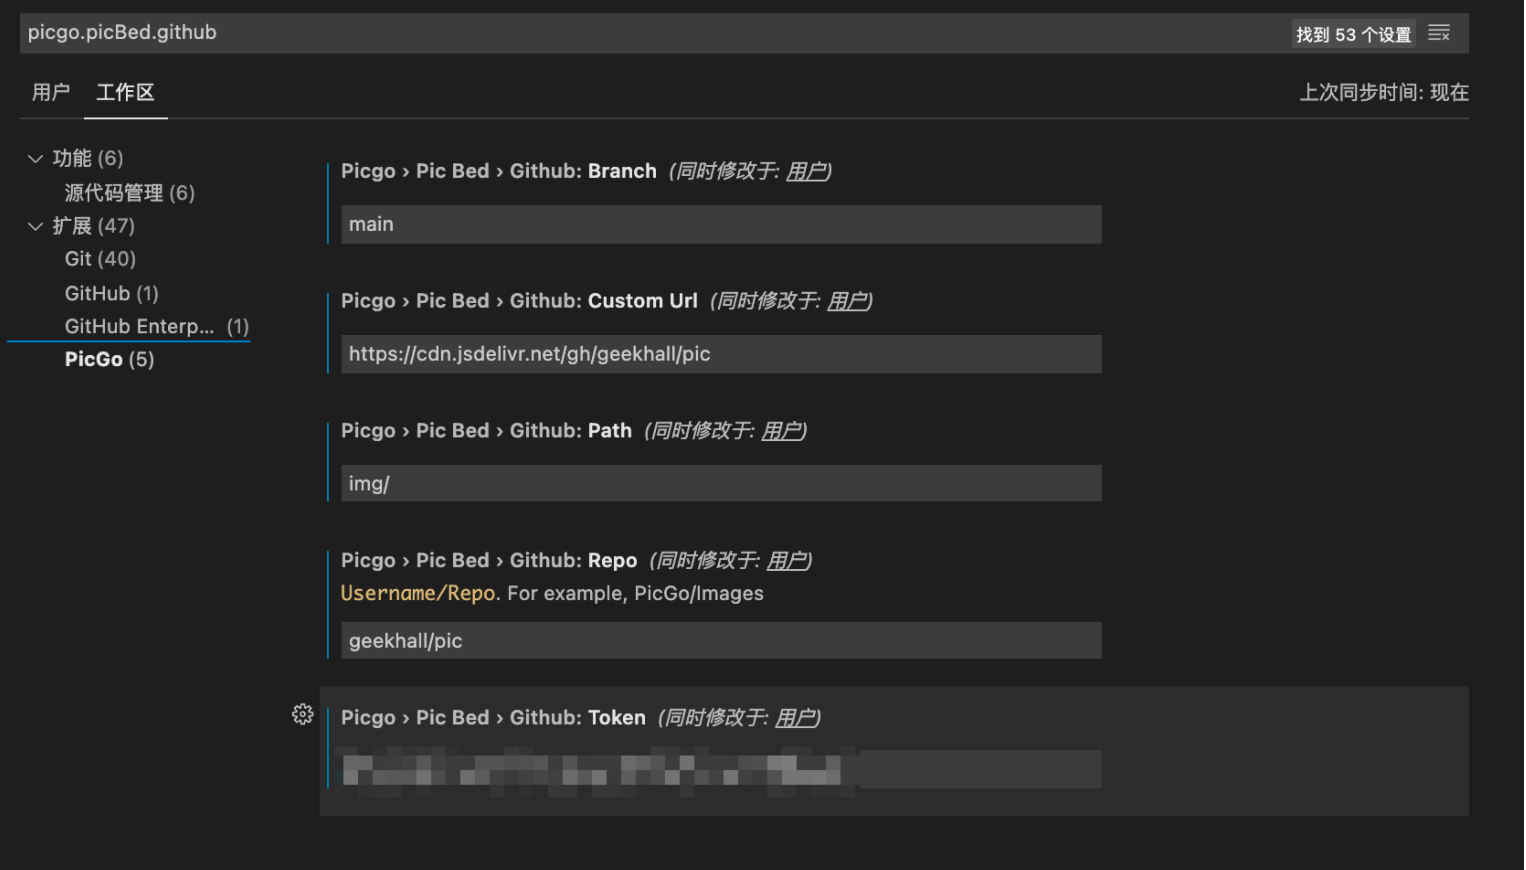 picgo.picBed.github
找到 53 个设置
用户 工作区
上次同步时间: 现在
功能 (6)
源代码管理 (6)
扩展 (47)
Git (40)
GitHub (1)
GitHub Enterp... (1)
PicGo (5)
Picgo › Pic Bed › Github: Branch (同时修改于: 用户)
main
Picgo › Pic Bed › Github: Custom Url (同时修改于: 用户)
https://cdn.jsdelivr.net/gh/geekhall/pic
Picgo › Pic Bed › Github: Path (同时修改于: 用户)
img/
Picgo › Pic Bed › Github: Repo (同时修改于: 用户)
Username/Repo. For example, PicGo/Images
geekhall/pic
Picgo › Pic Bed › Github: Token (同时修改于: 用户)